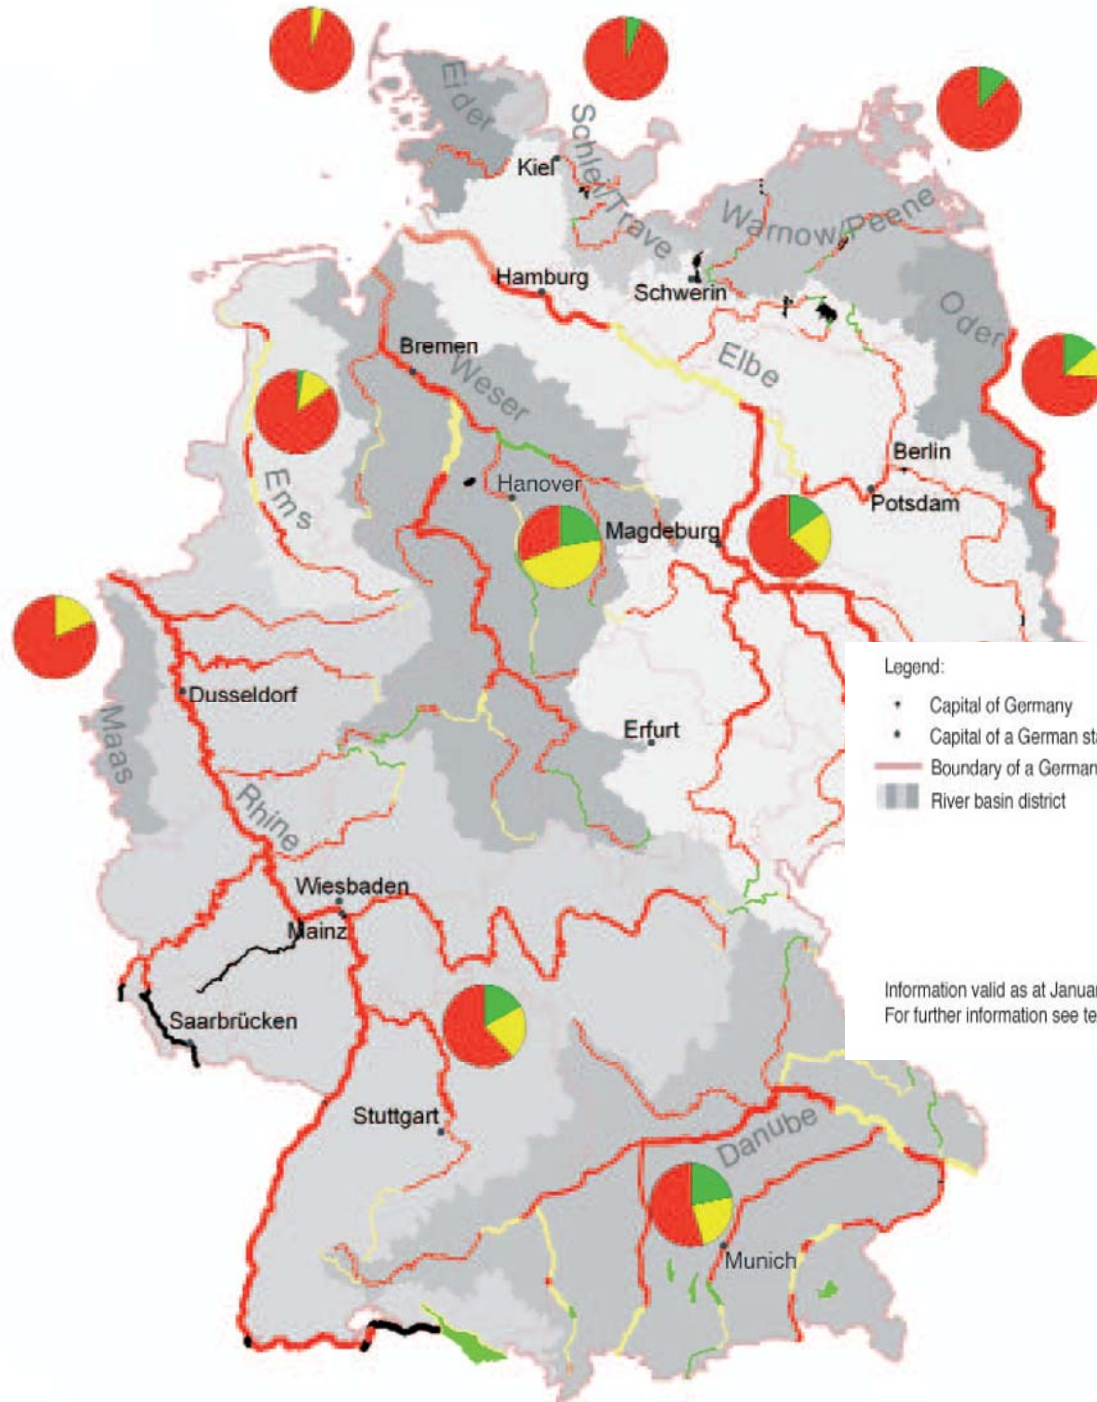 Eider
Schlei/Trave
Kiel
Warnow/Peene
Hamburg
Schwerin
Oder
Bremen
Weser
Elbe
Berlin
Ems
Hanover
Potsdam
Magdeburg
Dusseldorf
Maas
Erfurt
Rhine
Wiesbaden
Mainz
Saarbrücken
Stuttgart
Danube
Munich
Legend:
Capital of Germany
Capital of a German sta
Boundary of a German
River basin district
Information valid as at Januar
For further information see te